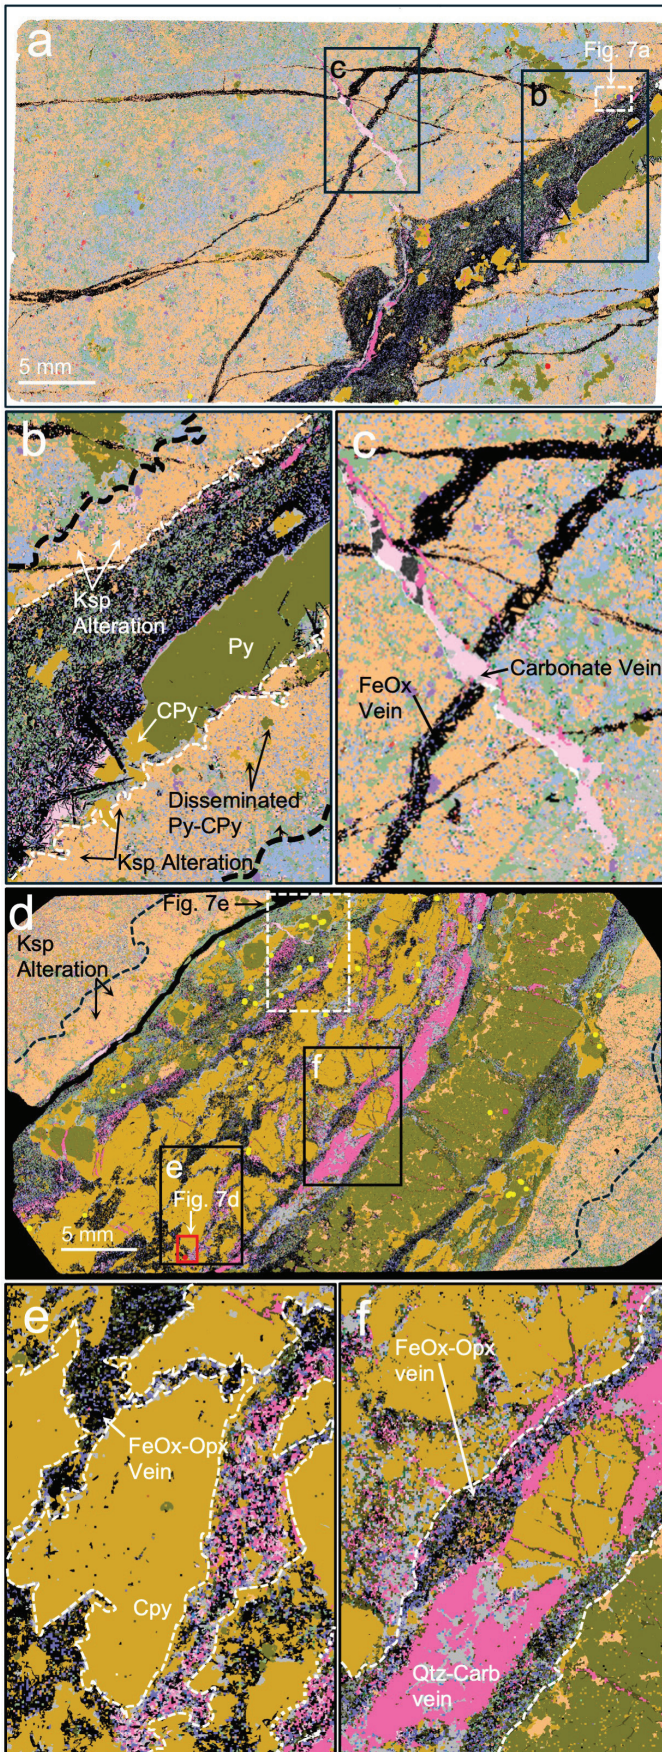 a
c
Fig. 7a
b
5 mm
b
Ksp
Alteration
Py
CPy
Disseminated
Py-CPy
Ksp Alteration
c
Carbonate Vein
FeOx
Vein
d
Fig. 7e
Ksp
Alteration
f
e
Fig. 7d
5 mm
e
FeOx-Opx
Vein
Cpy
f
FeOx-Opx
vein
Qtz-Carb
vein